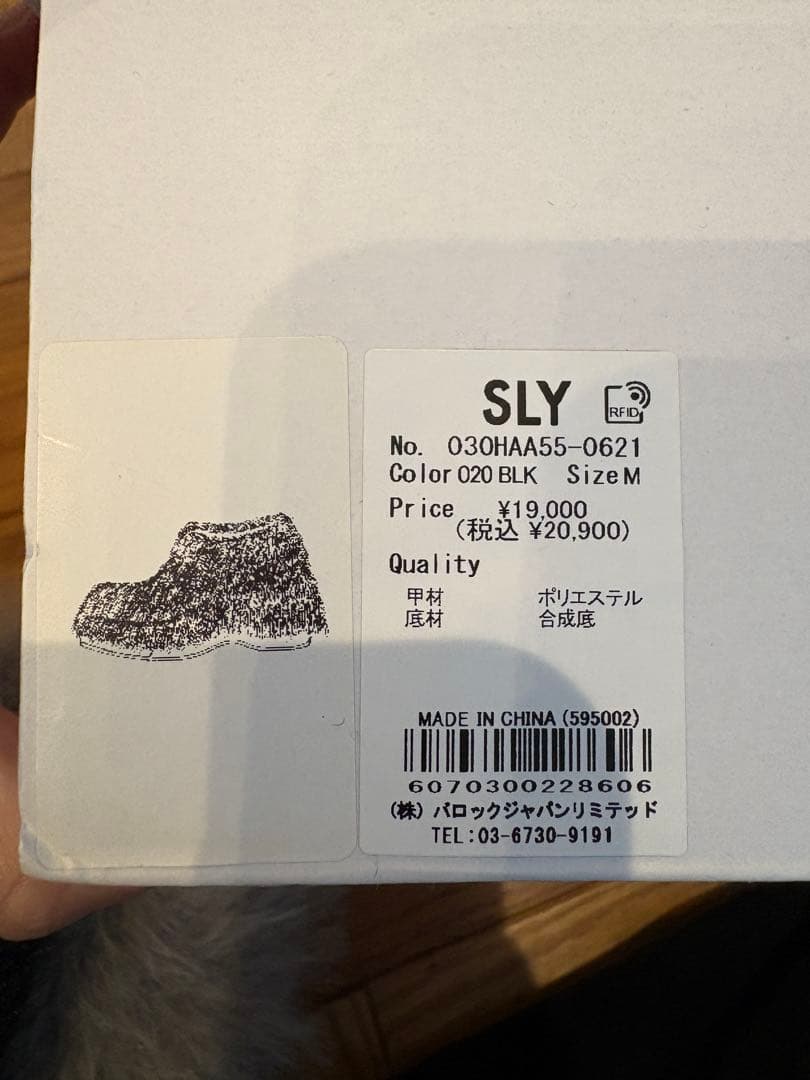 SLY RFID
No. 030HAA55-0621
Color 020 BLK Size M
Price ¥19,000
(税込 ¥20,900)
Quality
甲材 ポリエステル
底材 合成底
MADE IN CHINA (595002)
6070300228606
(株) バロックジャパンリミテッド
TEL:03-6730-9191